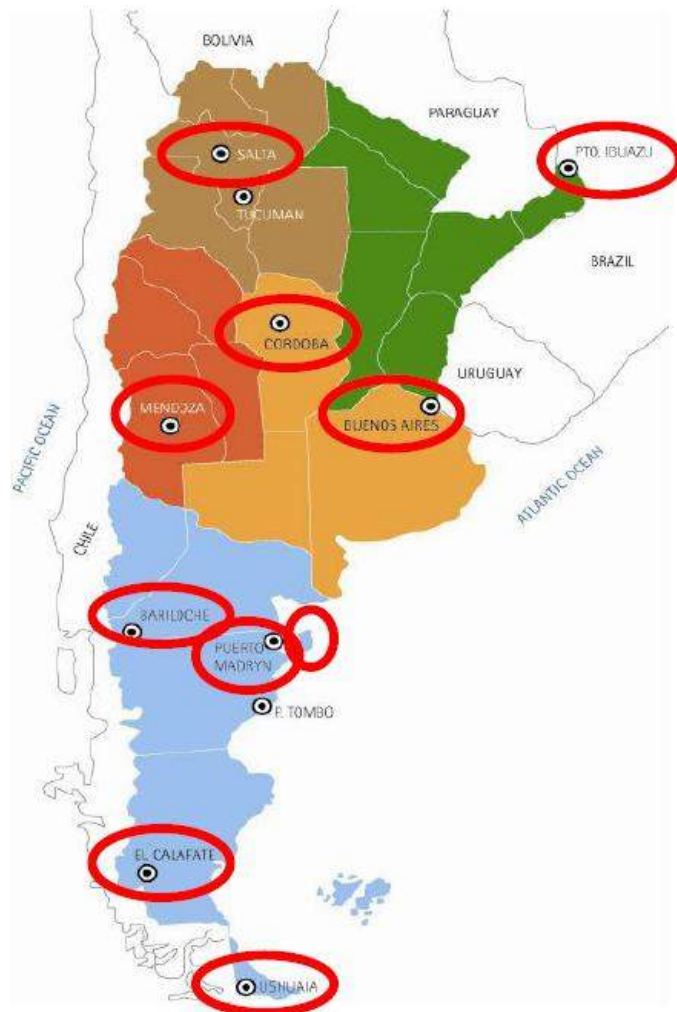 BOLIVIA
PARAGUAY
SALTA
PTO. IGUAZU
TUCUMAN
BRAZIL
CORDOBA
URUGUAY
MENDOZA
BUENOS AIRES
PACIFIC OCEAN
ATLANTIC OCEAN
CHILE
BARILOCHE
PUERTO
MADRYN
P. TOMBO
EL CALAFATE
USHUAIA